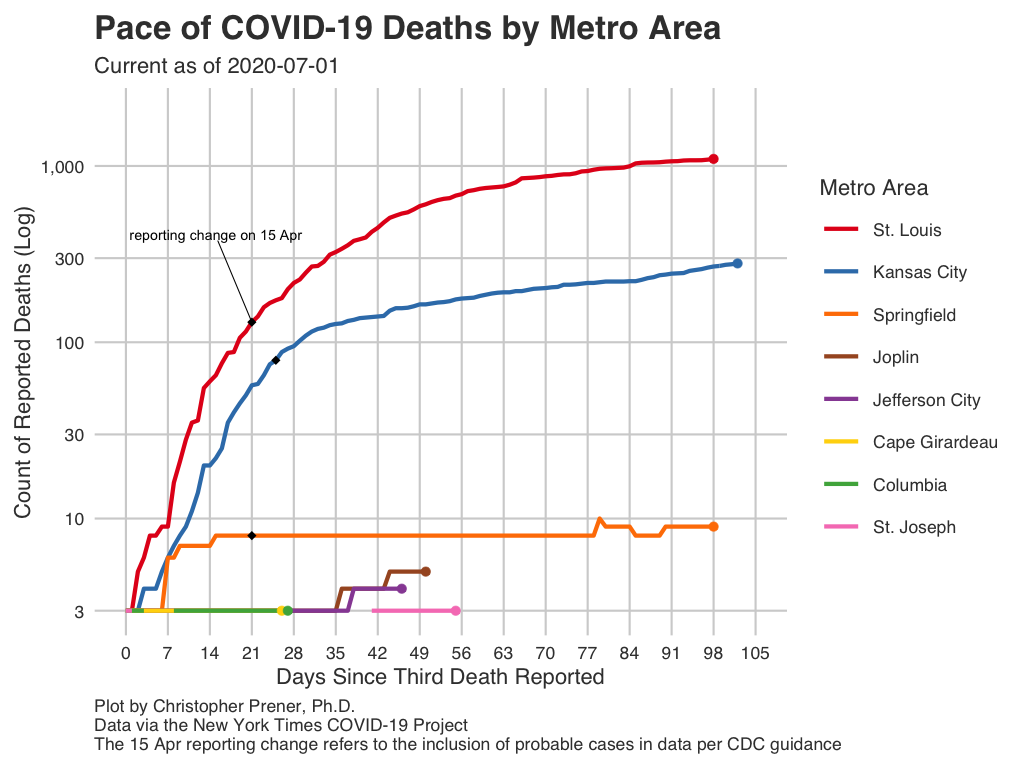 Pace of COVID-19 Deaths by Metro Area
Current as of 2020-07-01
Count of Reported Deaths (Log)
1,000
300
100
30
10
3
reporting change on 15 Apr
0 7 14 21 28 35 42 49 56 63 70 77 84 91 98 105
Days Since Third Death Reported
Metro Area
St. Louis
Kansas City
Springfield
Joplin
Jefferson City
Cape Girardeau
Columbia
St. Joseph
Plot by Christopher Prener, Ph.D.
Data via the New York Times COVID-19 Project
The 15 Apr reporting change refers to the inclusion of probable cases in data per CDC guidance